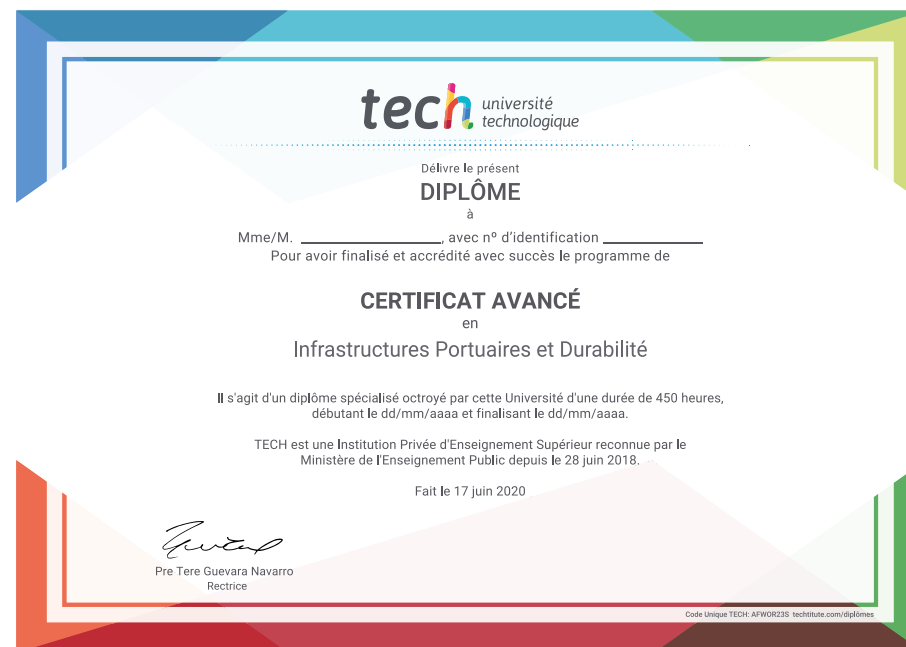 tech université
technologique
Délivre le présent
DIPLÔME
à
Mme/M. ____________________, avec nº d'identification ______________
Pour avoir finalisé et accrédité avec succès le programme de
CERTIFICAT AVANCÉ
en
Infrastructures Portuaires et Durabilité
Il s'agit d'un diplôme spécialisé octroyé par cette Université d'une durée de 450 heures,
débutant le dd/mm/aaaa et finalisant le dd/mm/aaaa.
TECH est une Institution Privée d'Enseignement Supérieur reconnue par le
Ministère de l'Enseignement Public depuis le 28 juin 2018.
Fait le 17 juin 2020
Pre Tere Guevara Navarro
Rectrice
Code Unique TECH: AFWOR23S techtitute.com/diplômes